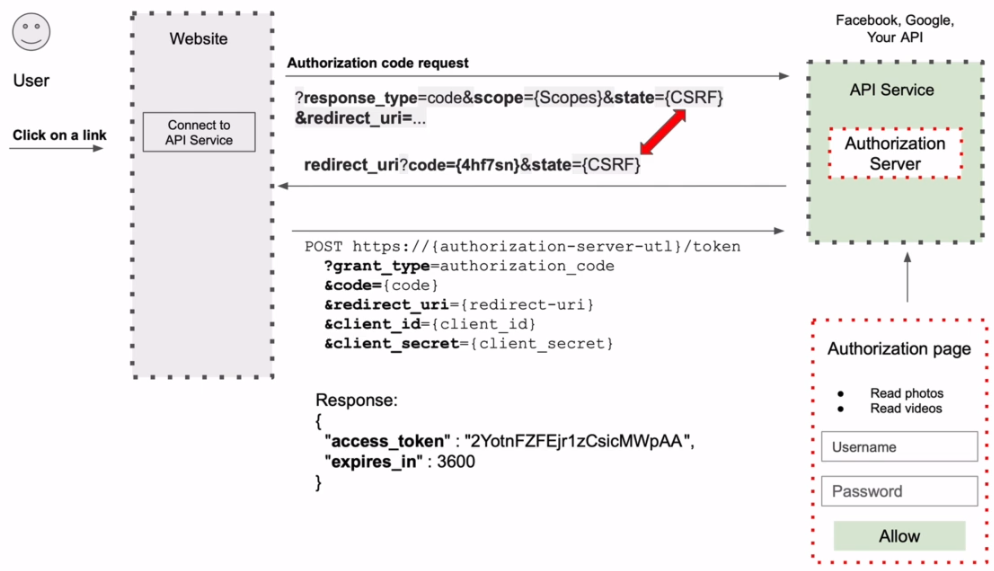 User
Click on a link
Website
Connect to
API Service
Authorization code request
?response_type=code&scope={Scopes}&state={CSRF}
&redirect_uri=...
redirect_uri?code={4hf7sn}&state={CSRF}
POST https://{authorization-server-utl}/token
?grant_type=authorization_code
&code={code}
&redirect_uri={redirect-uri}
&client_id={client_id}
&client_secret={client_secret}
Response:
{
"access_token" : "2YotnFZFEjr1zCsicMWpAA",
"expires_in" : 3600
}
Facebook, Google,
Your API
API Service
Authorization
Server
Authorization page
● Read photos
● Read videos
Username
Password
Allow